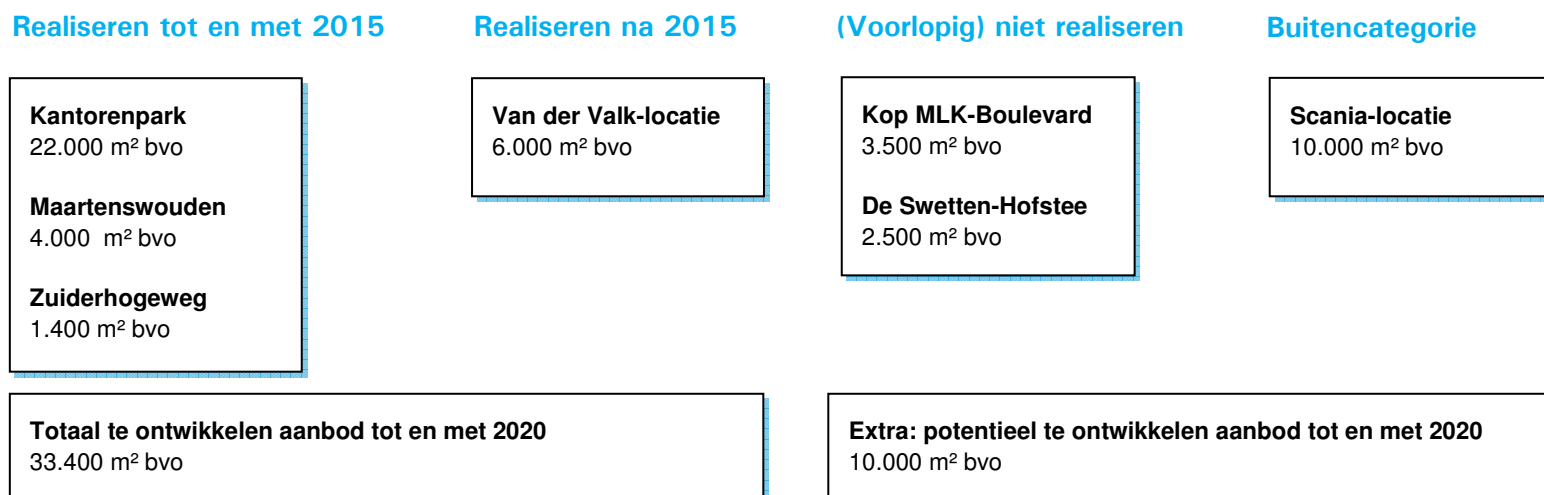 Realiseren tot en met 2015
Realiseren na 2015
(Voorlopig) niet realiseren
Buitencategorie
Kantorenpark
22.000 m² bvo
Maartenswouden
4.000  m² bvo
Zuiderhogeweg
1.400 m² bvo
Van der Valk-locatie
6.000 m² bvo
Kop MLK-Boulevard
3.500 m² bvo
De Swetten-Hofstee
2.500 m² bvo
Scania-locatie
10.000 m² bvo
Totaal te ontwikkelen aanbod tot en met 2020
33.400 m² bvo
Extra: potentieel te ontwikkelen aanbod tot en met 2020
10.000 m² bvo